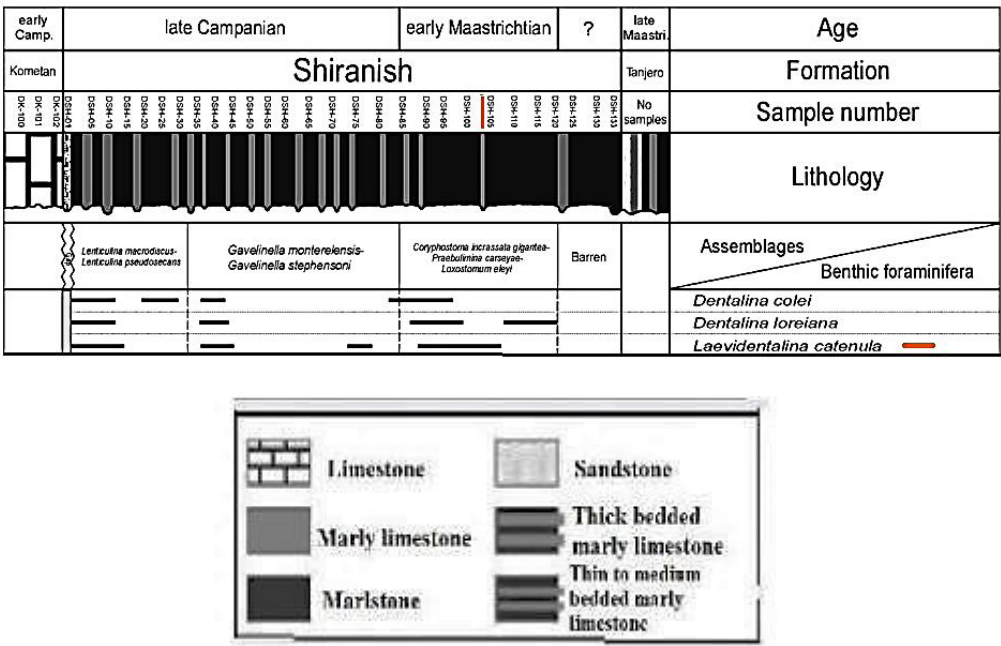 early Camp.
late Campanian
early Maastrichtian
?
late Maastri.
Age
Kometan
Shiranish
Tanjero
Formation
DK-100
DK-101
DK-102
DSH-01
DSH-05
DSH-10
DSH-15
DSH-20
DSH-25
DSH-30
DSH-35
DSH-40
DSH-45
DSH-50
DSH-55
DSH-60
DSH-65
DSH-70
DSH-75
DSH-80
DSH-85
DSH-90
DSH-95
DSH-100
DSH-105
DSH-110
DSH-115
DSH-120
DSH-125
DSH-130
DSH-133
No samples
Sample number
Lithology
Lenticulina macrodiscus-
Lenticulina pseudosecans
Gavelinella monterelensis-
Gavelinella stephensoni
Coryphostoma incrassata gigantea-
Praebulimina carseyae-
Loxostomum eleyi
Barren
Assemblages
Benthic foraminifera
Dentalina colei
Dentalina loreiana
Laevidentalina catenula
Limestone
Sandstone
Marly limestone
Thick bedded
marly limestone
Marlstone
Thin to medium
bedded marly
limestone